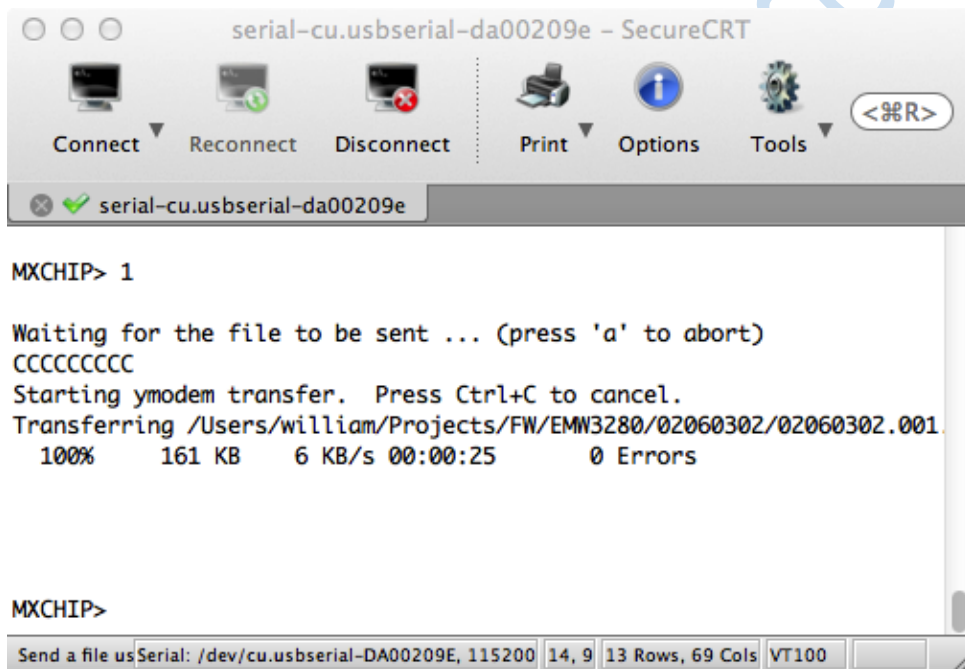 serial-cu.usbserial-da00209e – SecureCRT
Connect Reconnect Disconnect Print Options Tools <⌘R>
serial-cu.usbserial-da00209e
MXCHIP> 1
Waiting for the file to be sent ... (press 'a' to abort)
CCCCCCCCC
Starting ymodem transfer.  Press Ctrl+C to cancel.
Transferring /Users/william/Projects/FW/EMW3280/02060302/02060302.001.
100%     161 KB     6 KB/s 00:00:25     0 Errors
MXCHIP>
Send a file us Serial: /dev/cu.usbserial-DA00209E, 115200 14, 9 13 Rows, 69 Cols VT100